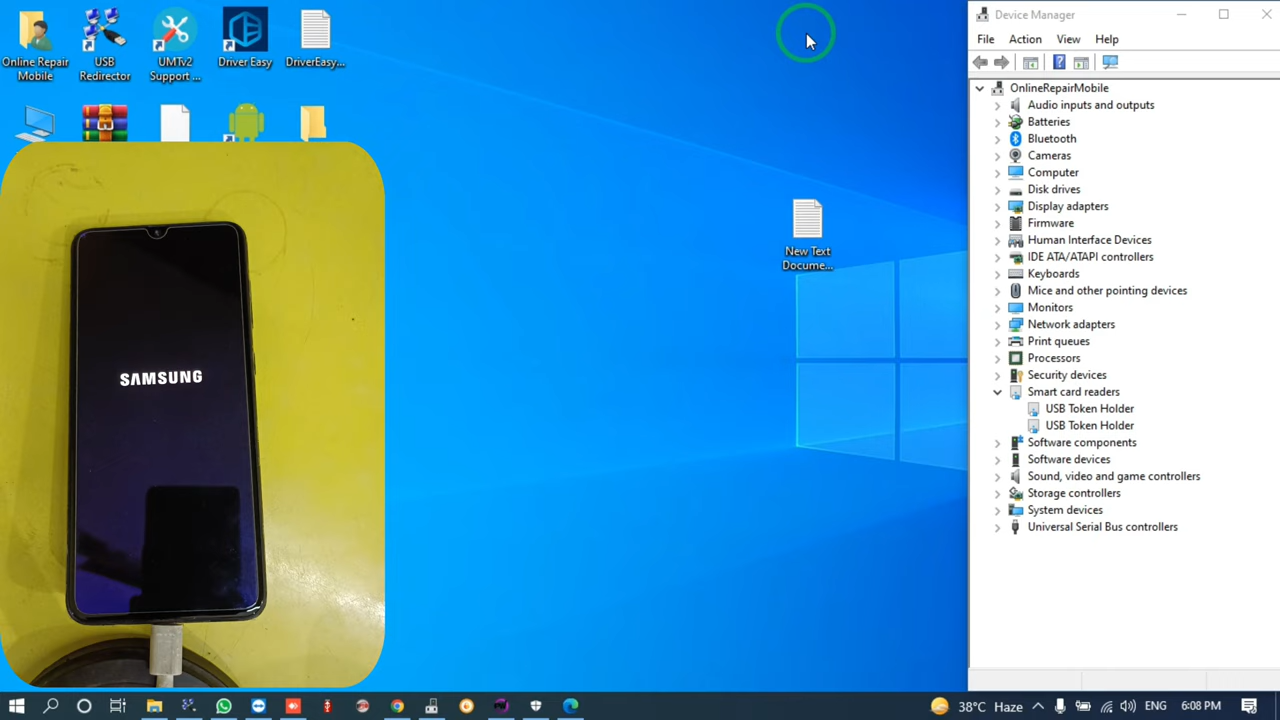 Online Repair
Mobile
USB
Redirector
UMTv2
Support ...
Driver Easy
DriverEasy...
New Text
Docume...
SAMSUNG
Device Manager
File Action View Help
OnlineRepairMobile
Audio inputs and outputs
Batteries
Bluetooth
Cameras
Computer
Disk drives
Display adapters
Firmware
Human Interface Devices
IDE ATA/ATAPI controllers
Keyboards
Mice and other pointing devices
Monitors
Network adapters
Print queues
Processors
Security devices
Smart card readers
USB Token Holder
USB Token Holder
Software components
Software devices
Sound, video and game controllers
Storage controllers
System devices
Universal Serial Bus controllers
38°C Haze ENG 6:08 PM